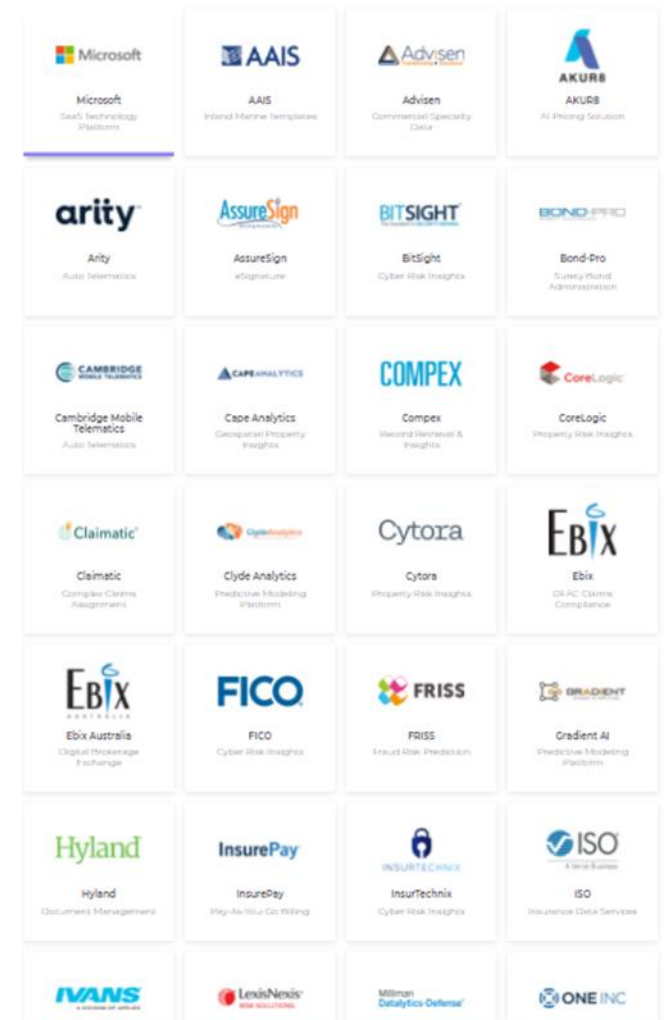 Microsoft
AAIS
Advisen
AKUR8
Microsoft
AAIS
Advisen
AKUR8
SaaS Technology
Platform
Inland Marine Templates
Commercial Specialty
Data
AI Pricing Solution
arity
AssureSign
BITSIGHT
BOND-PRO
Arity
AssureSign
BitSight
Bond-Pro
Auto Telematics
eSignature
Cyber Risk Insights
Surety Bond
Administration
CAMBRIDGE
MOBILE TELEMATICS
CAPE ANALYTICS
COMPEX
CoreLogic
Cambridge Mobile
Telematics
Cape Analytics
Compex
CoreLogic
Auto Telematics
Geospatial Property
Insights
Record Retrieval &
Insights
Property Risk Insights
Claimatic
ClydeAnalytics
Cytora
EBIX
Claimatic
Clyde Analytics
Cytora
Ebix
Complex Claims
Assignment
Predictive Modeling
Platform
Property Risk Insights
Claims
Compliance
EBIX
AUSTRALIA
FICO
FRISS
GRADIENT
Ebix Australia
FICO
FRISS
Gradient AI
Digital Brokerage
Exchange
Cyber Risk Insights
Fraud Risk Prediction
Predictive Modeling
Platform
Hyland
InsurePay
INSURTECHNIX
ISO
A Verisk Business
Hyland
InsurePay
InsurTechnix
ISO
Document Management
Pay-As-You-Go Billing
Cyber Risk Insights
Insurance Data Services
IVANS
A DIVISION OF APPLIED
LexisNexis
RISK SOLUTIONS
Milliman
Datalytics-Defense
ONE INC